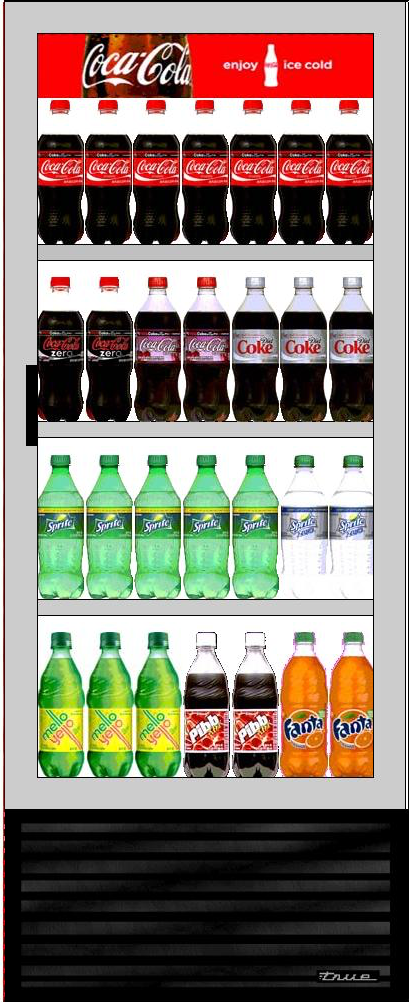 Coca-Cola
enjoy ice cold
Coca-Cola Coca-Cola Coca-Cola Coca-Cola Coca-Cola Coca-Cola Coca-Cola
Coca-Cola zero Coca-Cola zero Coca-Cola Coca-Cola Diet Coke Diet Coke Diet Coke
Sprite Sprite Sprite Sprite Sprite Sprite Sprite
mello yello mello yello mello yello Pibb Pibb Fanta Fanta
true